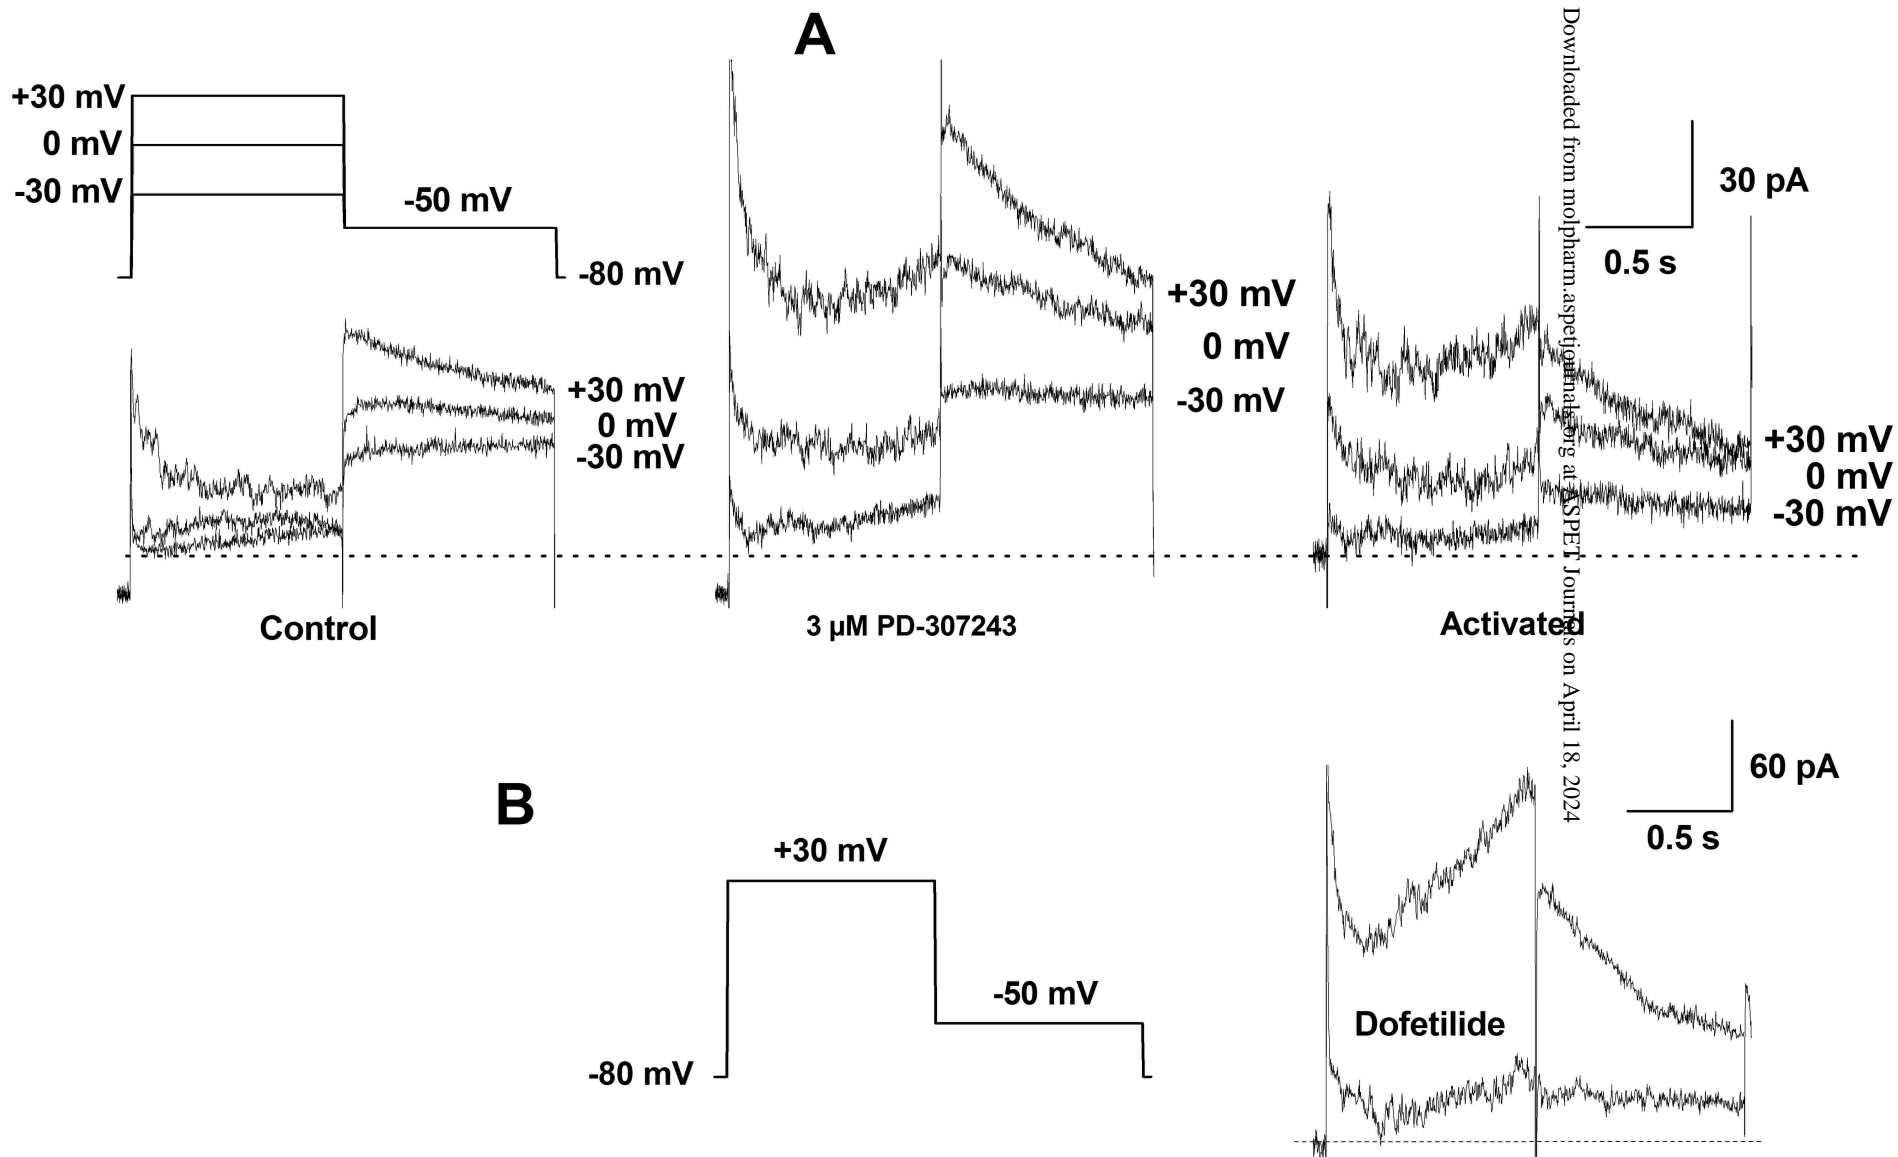 A
+30 mV
0 mV
-30 mV
-50 mV
-80 mV
+30 mV
0 mV
-30 mV
Control
+30 mV
0 mV
-30 mV
3 µM PD-307243
30 pA
0.5 s
+30 mV
0 mV
-30 mV
Activated
B
+30 mV
-50 mV
-80 mV
60 pA
0.5 s
Dofetilide
Downloaded from molpharm.aspetjournals.org at ASPET Journals on April 18, 2024